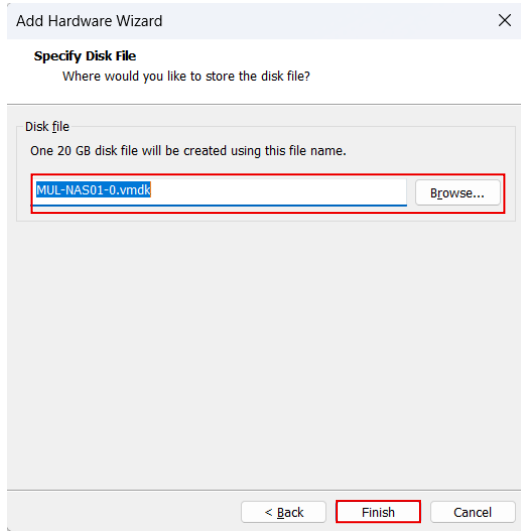 Add Hardware Wizard
Specify Disk File
Where would you like to store the disk file?
Disk file
One 20 GB disk file will be created using this file name.
MUL-NAS01-0.vmdk
Browse...
< Back
Finish
Cancel